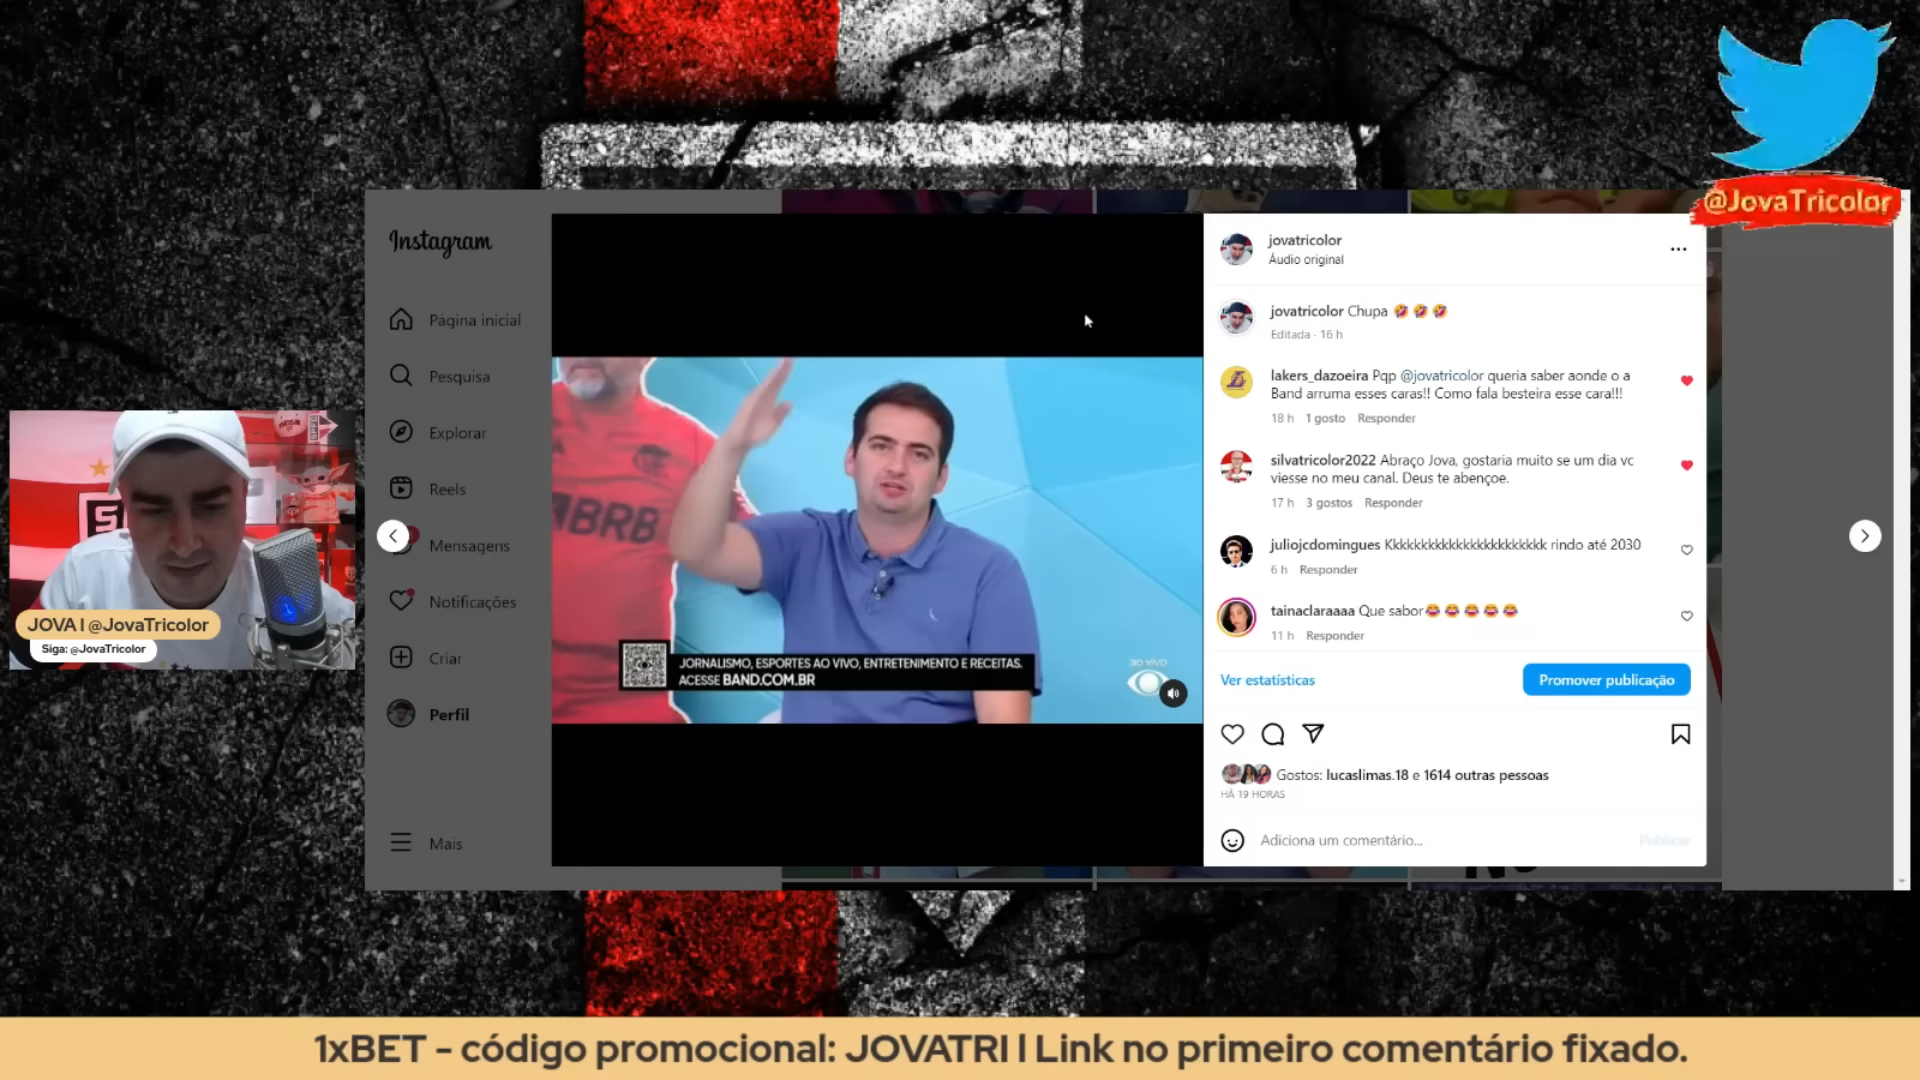 @JovaTricolor
Instagram
Página inicial
Pesquisa
Explorar
Reels
Mensagens
Notificações
Criar
Perfil
Mais
BRB
JORNALISMO, ESPORTES AO VIVO, ENTRETENIMENTO E RECEITAS.
ACESSE BAND.COM.BR
AO VIVO
jovatricolor
Áudio original
jovatricolor Chupa 🤣 🤣 🤣
Editada · 16 h
lakers_dazoeira Pqp @jovatricolor queria saber aonde o a
Band arruma esses caras!! Como fala besteira esse cara!!!
18 h 1 gosto Responder
silvatricolor2022 Abraço Jova, gostaria muito se um dia vc
viesse no meu canal. Deus te abençoe.
17 h 3 gostos Responder
juliojcdomingues Kkkkkkkkkkkkkkkkkkkkkk rindo até 2030
6 h Responder
tainaclaraaaa Que sabor😂😂😂😂😂
11 h Responder
Ver estatísticas
Promover publicação
Gostos: lucaslimas.18 e 1614 outras pessoas
HÁ 19 HORAS
Adiciona um comentário...
Publicar
JOVA | @JovaTricolor
Siga: @JovaTricolor
1xBET - código promocional: JOVATRI | Link no primeiro comentário fixado.